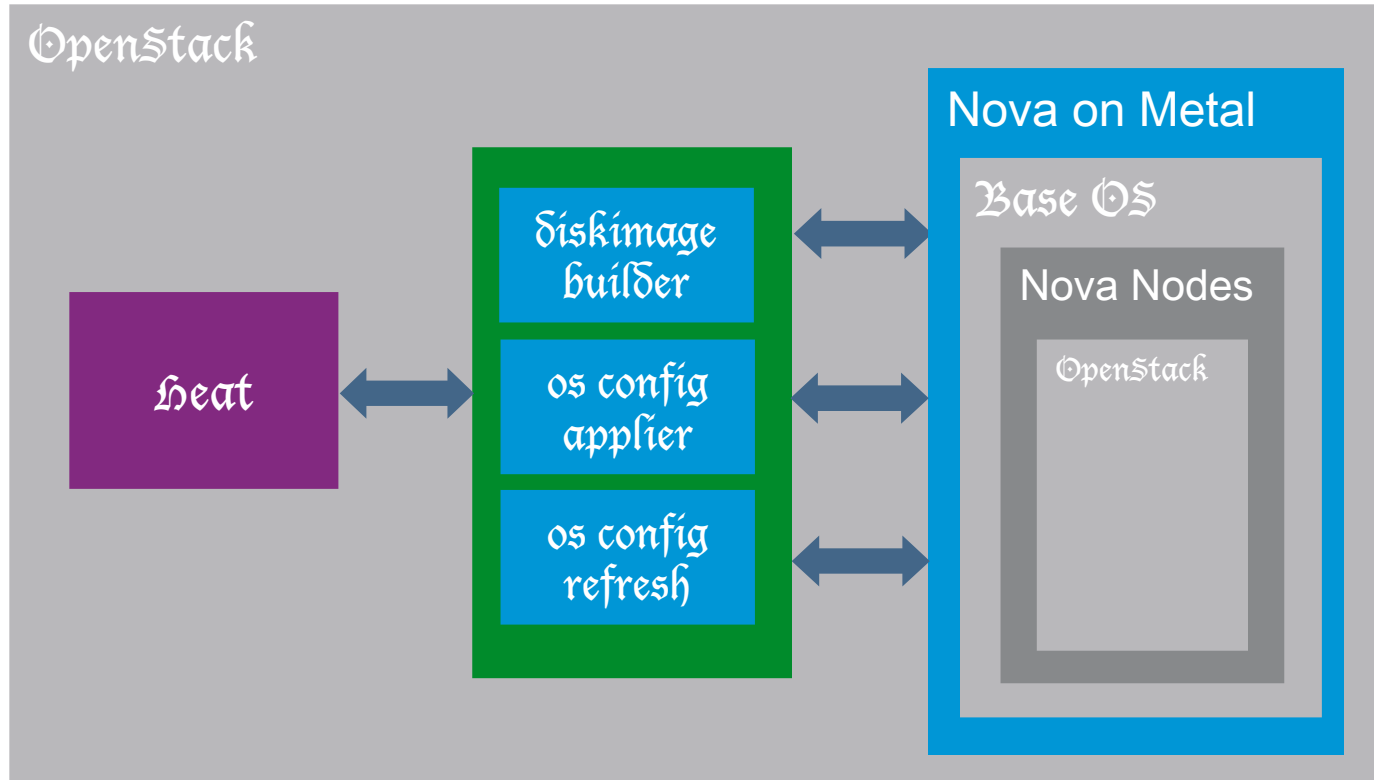 OpenStack
Nova on Metal
Base OS
diskimage
builder
Nova Nodes
Heat
os config
applier
OpenStack
os config
refresh